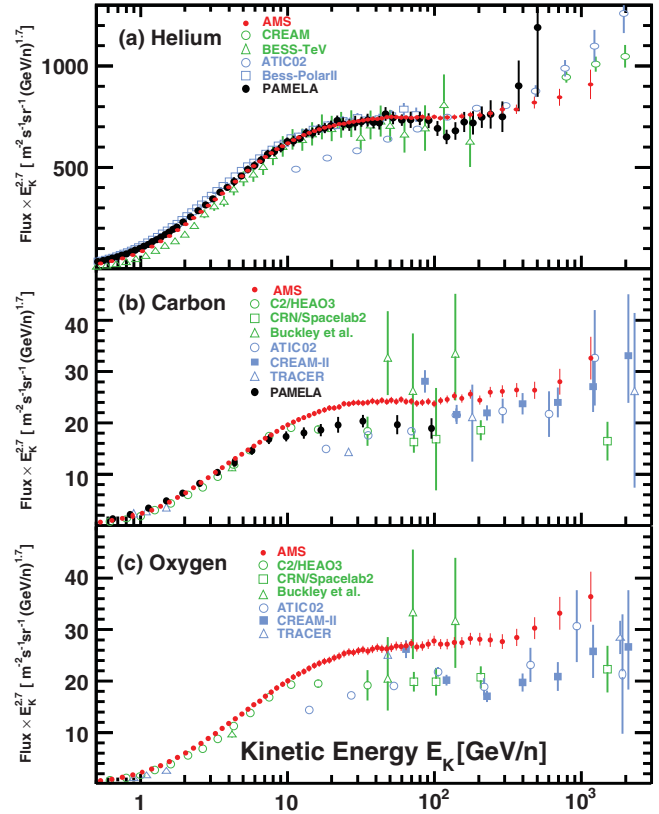 (a) Helium
AMS
CREAM
BESS-TeV
ATIC02
Bess-PolarII
PAMELA
1000
500
Flux × E_K^2.7 [ m^-2 s^-1 sr^-1 (GeV/n)^1.7 ]
(b) Carbon
AMS
C2/HEAO3
CRN/Spacelab2
Buckley et al.
ATIC02
CREAM-II
TRACER
PAMELA
40
30
20
10
Flux × E_K^2.7 [ m^-2 s^-1 sr^-1 (GeV/n)^1.7 ]
(c) Oxygen
AMS
C2/HEAO3
CRN/Spacelab2
Buckley et al.
ATIC02
CREAM-II
TRACER
40
30
20
10
Flux × E_K^2.7 [ m^-2 s^-1 sr^-1 (GeV/n)^1.7 ]
Kinetic Energy E_K [GeV/n]
1 10 10^2 10^3